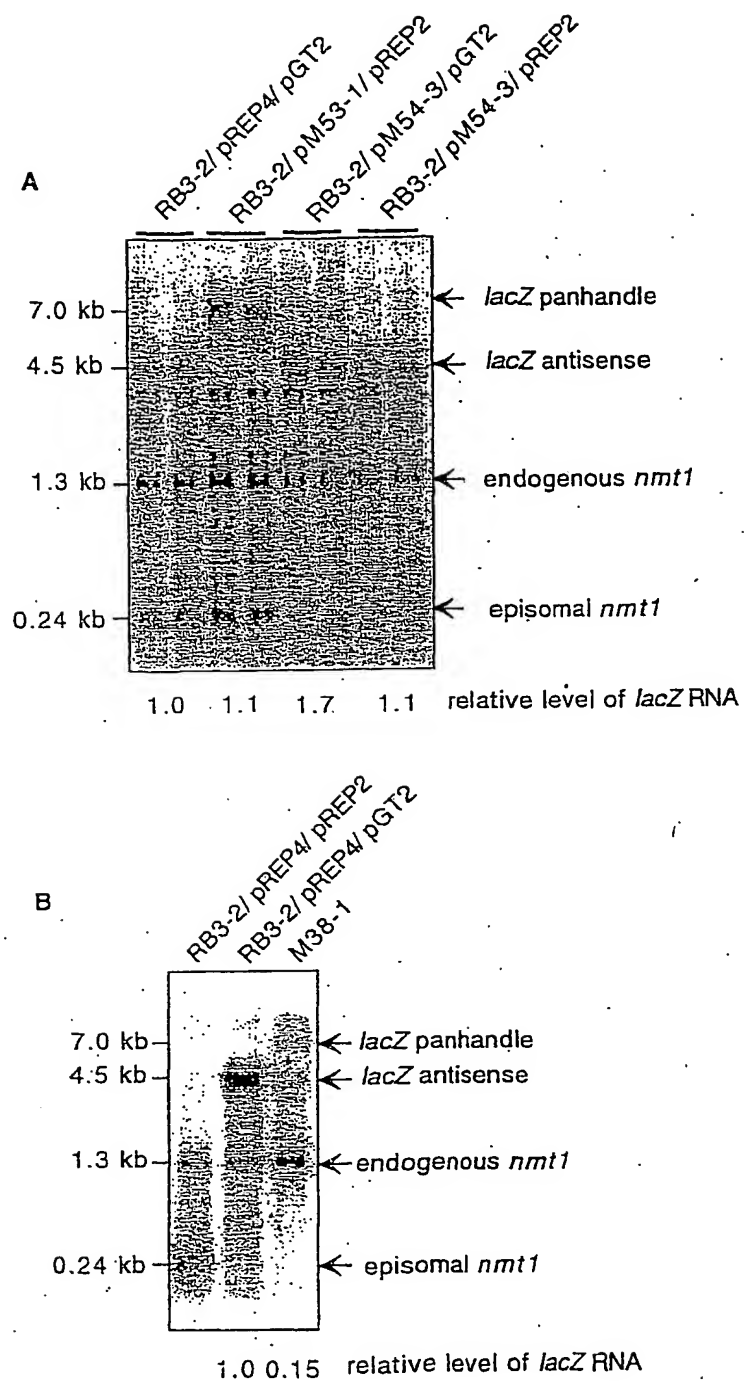 A
RB3-2/ pREP4/ pGT2
RB3-2/ pM53-1/ pREP2
RB3-2/ pM54-3/ pGT2
RB3-2/ pM54-3/ pREP2
7.0 kb
lacZ panhandle
4.5 kb
lacZ antisense
1.3 kb
endogenous nmt1
0.24 kb
episomal nmt1
1.0 1.1 1.7 1.1 relative level of lacZ RNA
B
RB3-2/ pREP4/ pREP2
RB3-2/ pREP4/ pGT2
M38-1
7.0 kb
lacZ panhandle
4.5 kb
lacZ antisense
1.3 kb
endogenous nmt1
0.24 kb
episomal nmt1
1.0 0.15 relative level of lacZ RNA